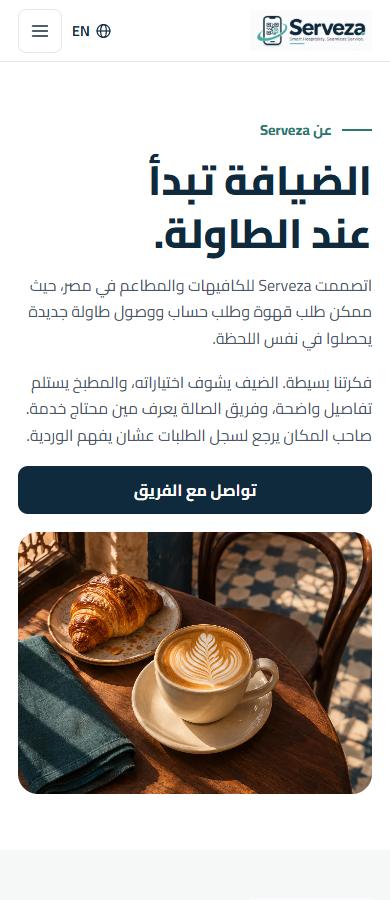 Serveza
Smart Hospitality. Seamless Service.
EN
عن Serveza
الضيافة تبدأ
عند الطاولة.
اتصممت Serveza للكافيهات والمطاعم في مصر، حيث
ممكن طلب قهوة وطلب حساب ووصول طاولة جديدة
يحصلوا في نفس اللحظة.
فكرتنا بسيطة. الضيف يشوف اختياراته، والمطبخ يستلم
تفاصيل واضحة، وفريق الصالة يعرف مين محتاج خدمة.
صاحب المكان يرجع لسجل الطلبات عشان يفهم الوردية.
تواصل مع الفريق